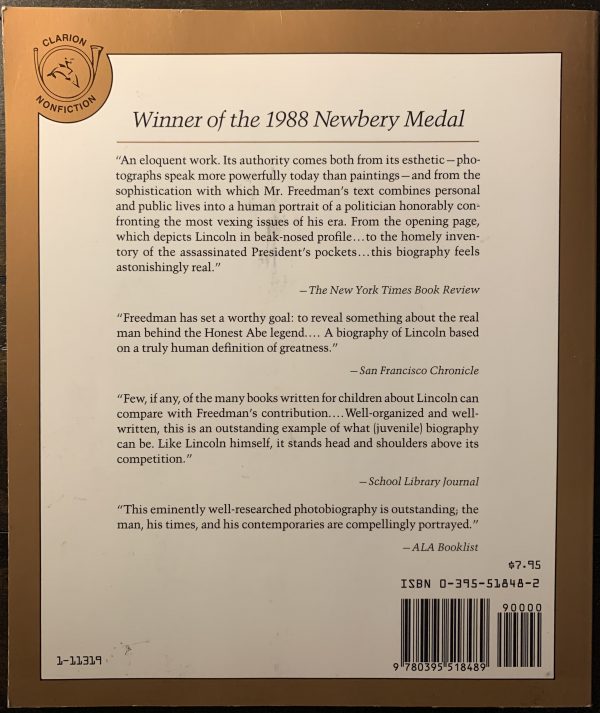 CLARION
NONFICTION
Winner of the 1988 Newbery Medal
“An eloquent work. Its authority comes both from its esthetic—pho-
tographs speak more powerfully today than paintings—and from the
sophistication with which Mr. Freedman’s text combines personal
and public lives into a human portrait of a politician honorably con-
fronting the most vexing issues of his era. From the opening page,
which depicts Lincoln in beak-nosed profile...to the homely inven-
tory of the assassinated President’s pockets...this biography feels
astonishingly real.”
—The New York Times Book Review
“Freedman has set a worthy goal: to reveal something about the real
man behind the Honest Abe legend.... A biography of Lincoln based
on a truly human definition of greatness.”
—San Francisco Chronicle
“Few, if any, of the many books written for children about Lincoln can
compare with Freedman’s contribution....Well-organized and well-
written, this is an outstanding example of what (juvenile) biography
can be. Like Lincoln himself, it stands head and shoulders above its
competition.”
—School Library Journal
“This eminently well-researched photobiography is outstanding; the
man, his times, and his contemporaries are compellingly portrayed.”
—ALA Booklist
$7.95
ISBN 0-395-51848-2
90000
9 780395 518489
1-11319